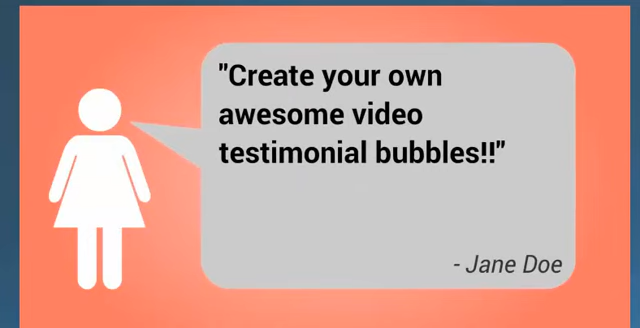 "Create your own
awesome video
testimonial bubbles!!"
- Jane Doe